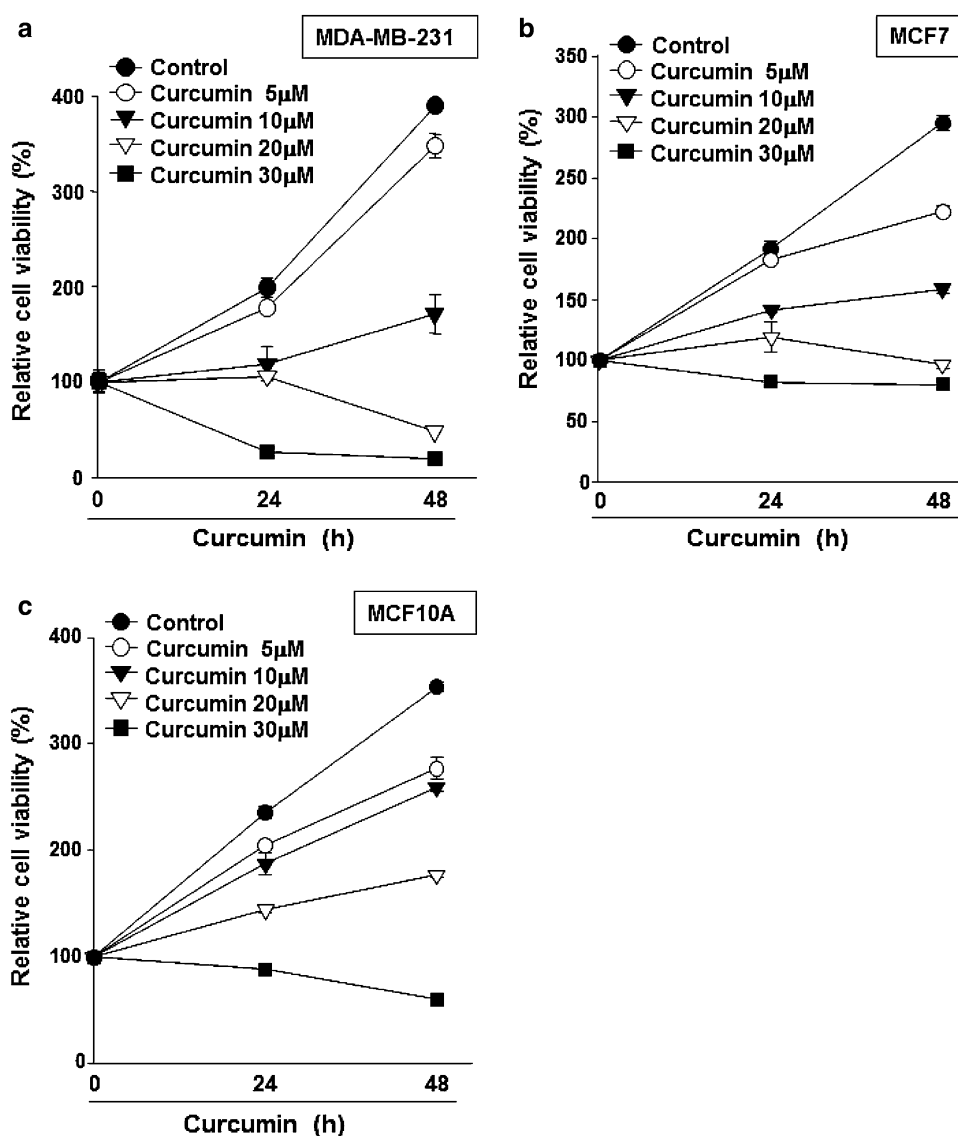 a
MDA-MB-231
Control
Curcumin 5μM
Curcumin 10μM
Curcumin 20μM
Curcumin 30μM
Relative cell viability (%)
400
300
200
100
0
0 24 48
Curcumin (h)
b
MCF7
Control
Curcumin 5μM
Curcumin 10μM
Curcumin 20μM
Curcumin 30μM
Relative cell viability (%)
350
300
250
200
150
100
50
0
0 24 48
Curcumin (h)
c
MCF10A
Control
Curcumin 5μM
Curcumin 10μM
Curcumin 20μM
Curcumin 30μM
Relative cell viability (%)
400
300
200
100
0
0 24 48
Curcumin (h)